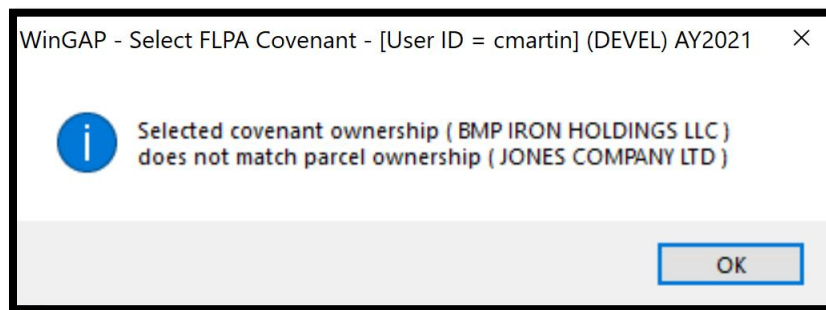 WinGAP - Select FLPA Covenant - [User ID = cmartin] (DEVEL) AY2021
Selected covenant ownership ( BMP IRON HOLDINGS LLC )
does not match parcel ownership ( JONES COMPANY LTD )
OK